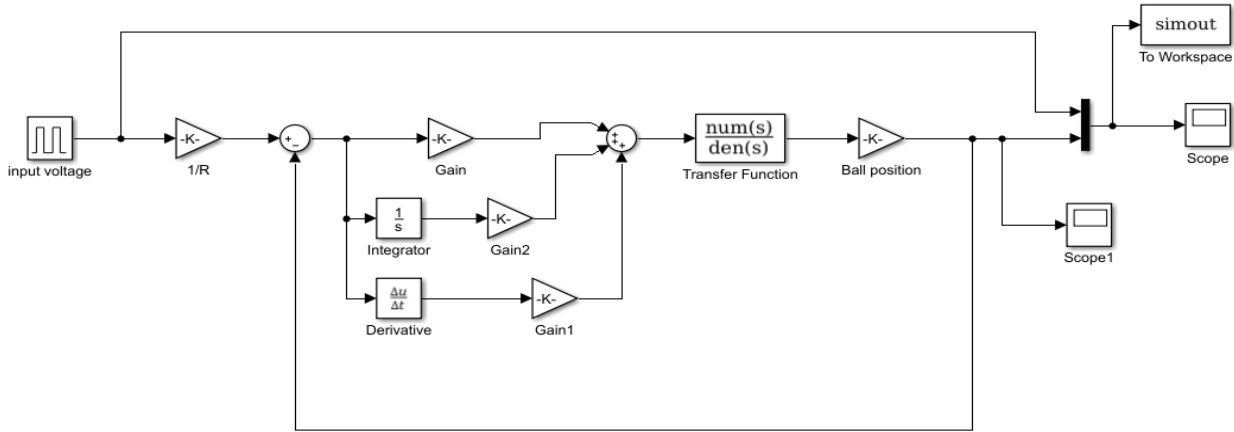 simout
To Workspace
input voltage
-K-
1/R
+
−
-K-
Gain
+
+
+
num(s)
den(s)
Transfer Function
-K-
Ball position
Scope
1
s
Integrator
-K-
Gain2
Scope1
Δu
Δt
Derivative
-K-
Gain1